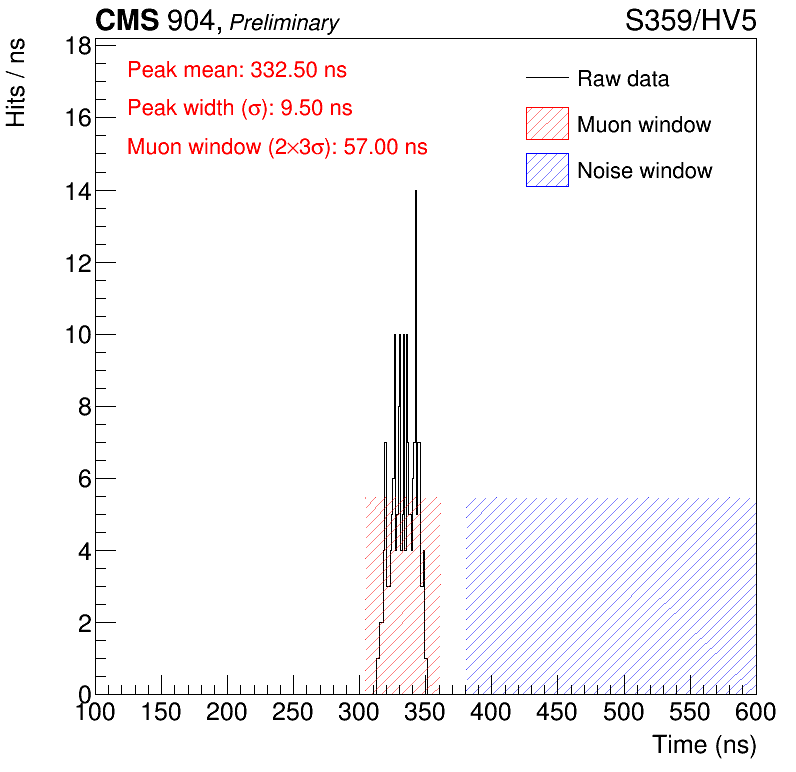 CMS 904, Preliminary S359/HV5
Hits / ns
Peak mean: 332.50 ns
Peak width (σ): 9.50 ns
Muon window (2×3σ): 57.00 ns
Raw data
Muon window
Noise window
18
16
14
12
10
8
6
4
2
0
100 150 200 250 300 350 400 450 500 550 600
Time (ns)